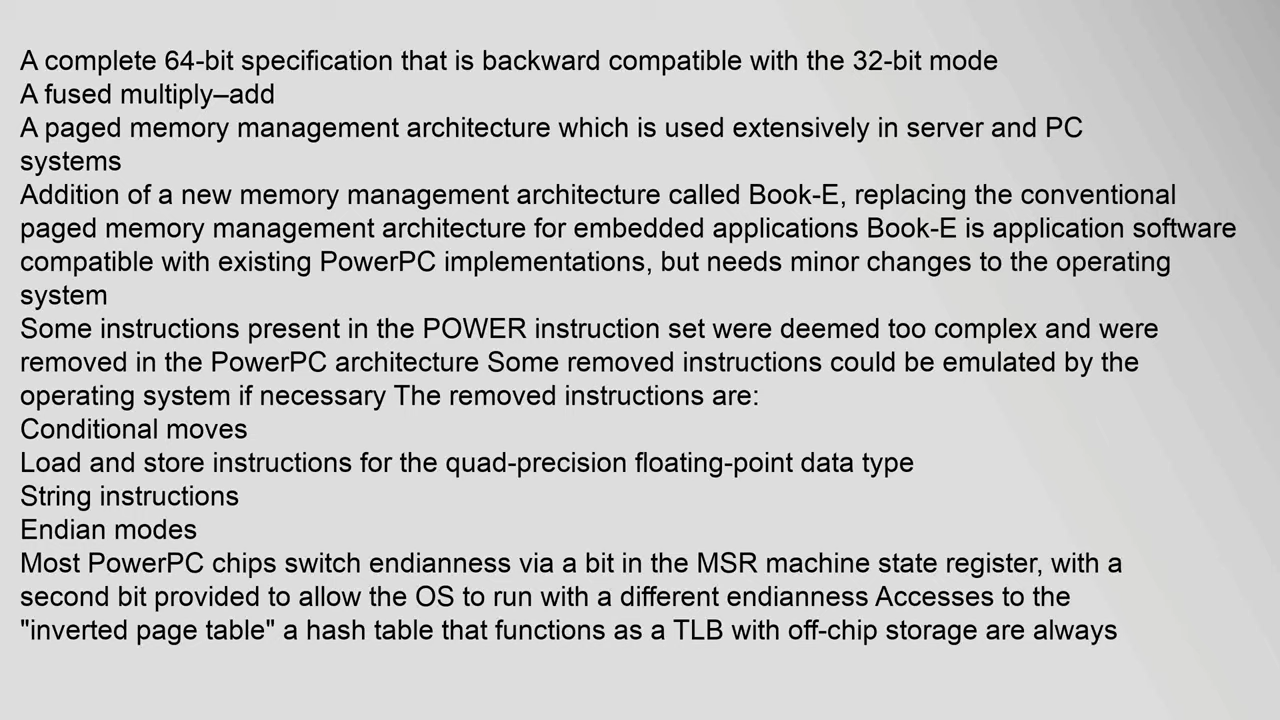 A complete 64-bit specification that is backward compatible with the 32-bit mode
A fused multiply–add
A paged memory management architecture which is used extensively in server and PC
systems
Addition of a new memory management architecture called Book-E, replacing the conventional
paged memory management architecture for embedded applications Book-E is application software
compatible with existing PowerPC implementations, but needs minor changes to the operating
system
Some instructions present in the POWER instruction set were deemed too complex and were
removed in the PowerPC architecture Some removed instructions could be emulated by the
operating system if necessary The removed instructions are:
Conditional moves
Load and store instructions for the quad-precision floating-point data type
String instructions
Endian modes
Most PowerPC chips switch endianness via a bit in the MSR machine state register, with a
second bit provided to allow the OS to run with a different endianness Accesses to the
"inverted page table" a hash table that functions as a TLB with off-chip storage are always